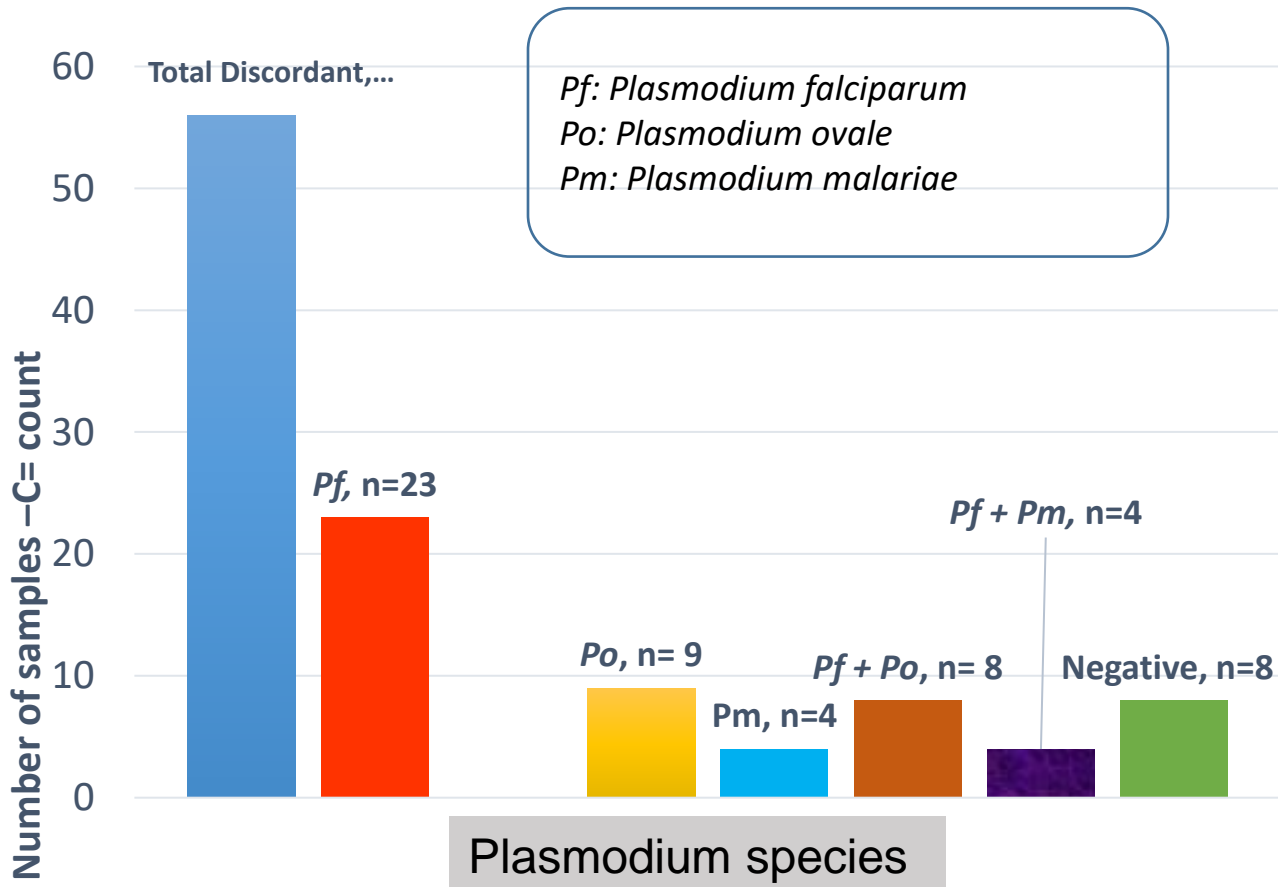 Number of samples –C= count
60
50
40
30
20
10
0
Total Discordant,...
Pf: Plasmodium falciparum
Po: Plasmodium ovale
Pm: Plasmodium malariae
Pf, n=23
Po, n= 9
Pm, n=4
Pf + Po, n= 8
Pf + Pm, n=4
Negative, n=8
Plasmodium species